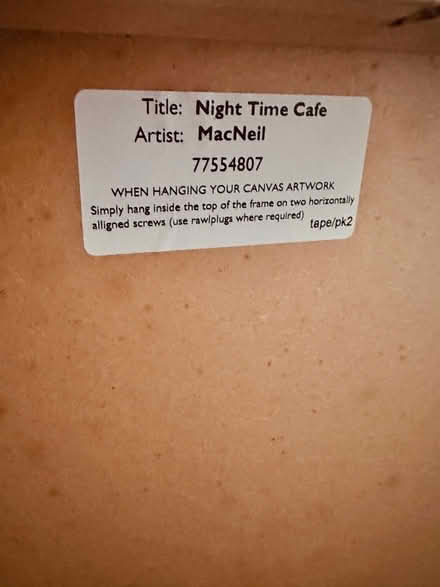 Title: Night Time Cafe
Artist: MacNeil
77554807
WHEN HANGING YOUR CANVAS ARTWORK
Simply hang inside the top of the frame on two horizontally
alligned screws (use rawlplugs where required)
tape/pk2